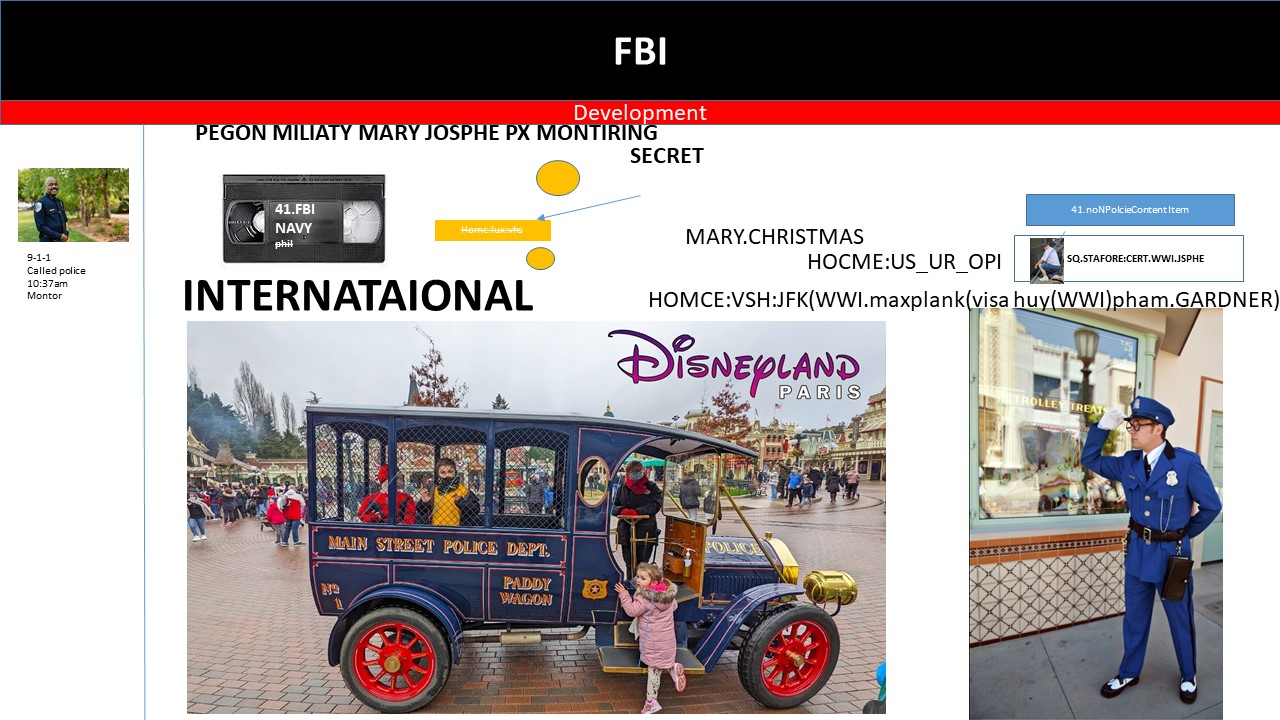 FBI
Development
PEGON MILIATY MARY JOSPHE PX MONTIRING
SECRET
41.FBI
NAVY
phil
Home:lux:vhs
41.noNPolcieContentItem
SQ.STAFORE:CERT.WWI.JSPHE
9-1-1
Called police
10:37am
Montor
MARY.CHRISTMAS
HOCME:US_UR_OPI
INTERNATAIONAL
HOMCE:VSH:JFK(WWI.maxplank(visa huy(WWI)pham.GARDNER)
DISNEYLAND
PARIS
MAIN STREET POLICE DEPT.
POLICE
Nº
1
PADDY
WAGON
TROLLEY TREATS